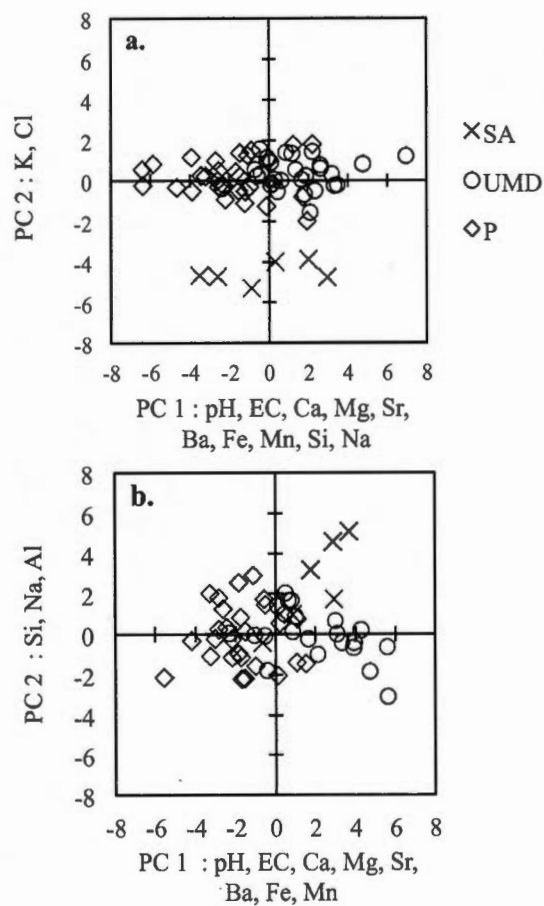 a.
8
6
4
2
0
-2
-4
-6
-8
PC 2 : K, Cl
-8 -6 -4 -2 0 2 4 6 8
PC 1 : pH, EC, Ca, Mg, Sr,
Ba, Fe, Mn, Si, Na
SA
UMD
P
b.
8
6
4
2
0
-2
-4
-6
-8
PC 2 : Si, Na, Al
-8 -6 -4 -2 0 2 4 6 8
PC 1 : pH, EC, Ca, Mg, Sr,
Ba, Fe, Mn